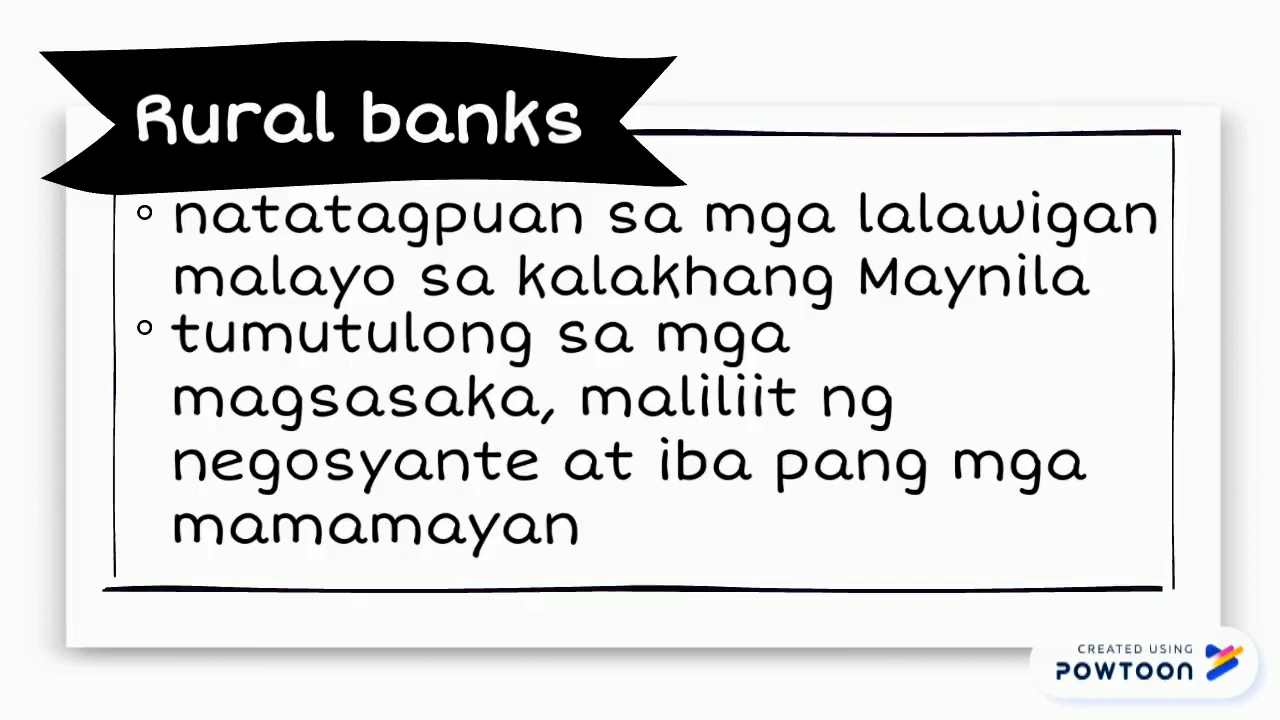 Rural banks
natatagpuan sa mga lalawigan
malayo sa kalakhang Maynila
tumutulong sa mga
magsasaka, maliliit ng
negosyante at iba pang mga
mamamayan
CREATED USING
POWTOON